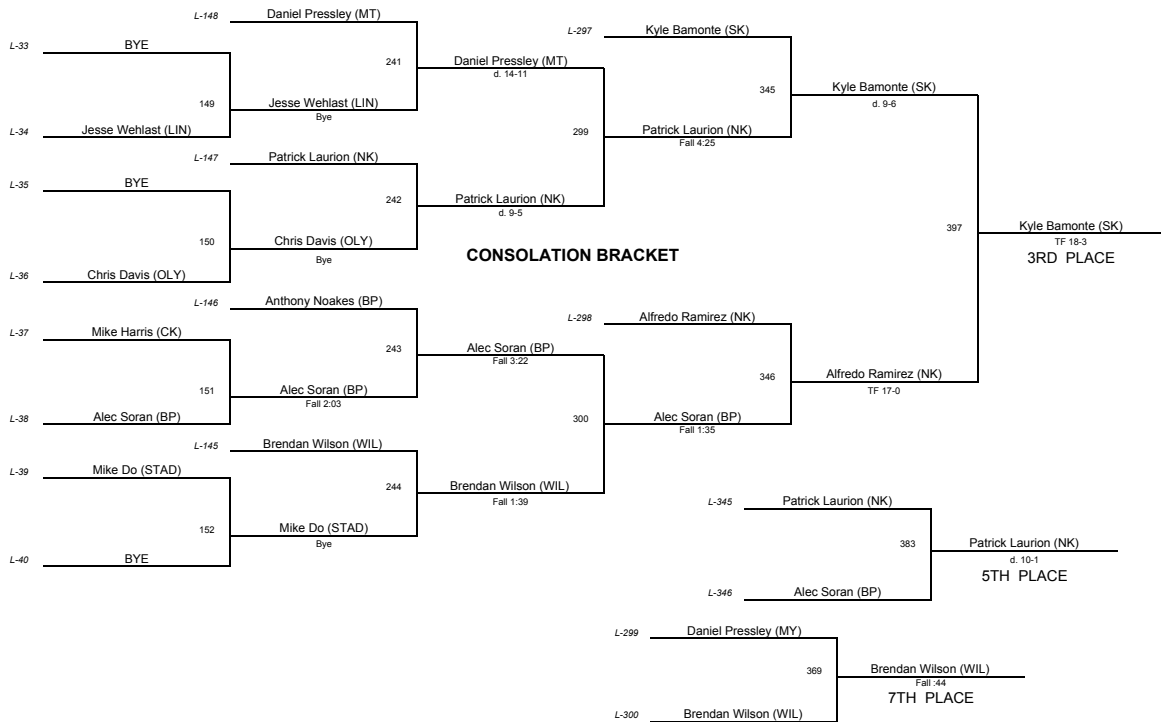 L-148 Daniel Pressley (MT)
L-297 Kyle Bamonte (SK)
L-33 BYE
241 Daniel Pressley (MT)
d. 14-11
345 Kyle Bamonte (SK)
d. 9-6
149 Jesse Wehlast (LIN)
Bye
L-34 Jesse Wehlast (LIN)
299 Patrick Laurion (NK)
Fall 4:25
L-147 Patrick Laurion (NK)
L-35 BYE
242 Patrick Laurion (NK)
d. 9-5
397 Kyle Bamonte (SK)
TF 18-3
3RD PLACE
150 Chris Davis (OLY)
Bye
CONSOLATION BRACKET
L-36 Chris Davis (OLY)
L-146 Anthony Noakes (BP)
L-298 Alfredo Ramirez (NK)
L-37 Mike Harris (CK)
243 Alec Soran (BP)
Fall 3:22
346 Alfredo Ramirez (NK)
TF 17-0
151 Alec Soran (BP)
Fall 2:03
L-38 Alec Soran (BP)
300 Alec Soran (BP)
Fall 1:35
L-145 Brendan Wilson (WIL)
L-39 Mike Do (STAD)
244 Brendan Wilson (WIL)
Fall 1:39
L-345 Patrick Laurion (NK)
152 Mike Do (STAD)
Bye
383 Patrick Laurion (NK)
d. 10-1
5TH PLACE
L-40 BYE
L-346 Alec Soran (BP)
L-299 Daniel Pressley (MY)
369 Brendan Wilson (WIL)
Fall :44
7TH PLACE
L-300 Brendan Wilson (WIL)